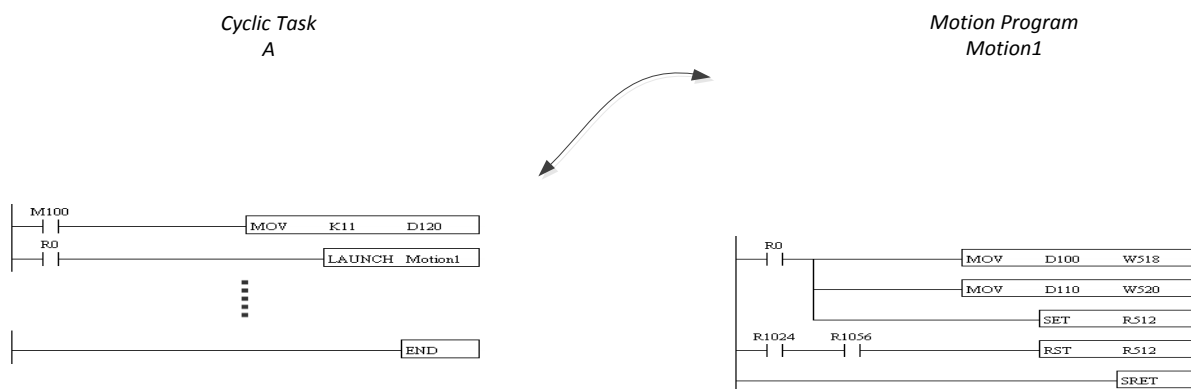 Cyclic Task
A
Motion Program
Motion1
M100
MOV K11 D120
R0
LAUNCH Motion1
END
R0
MOV D100 W518
MOV D110 W520
SET R512
R1024 R1056
RST R512
SRET